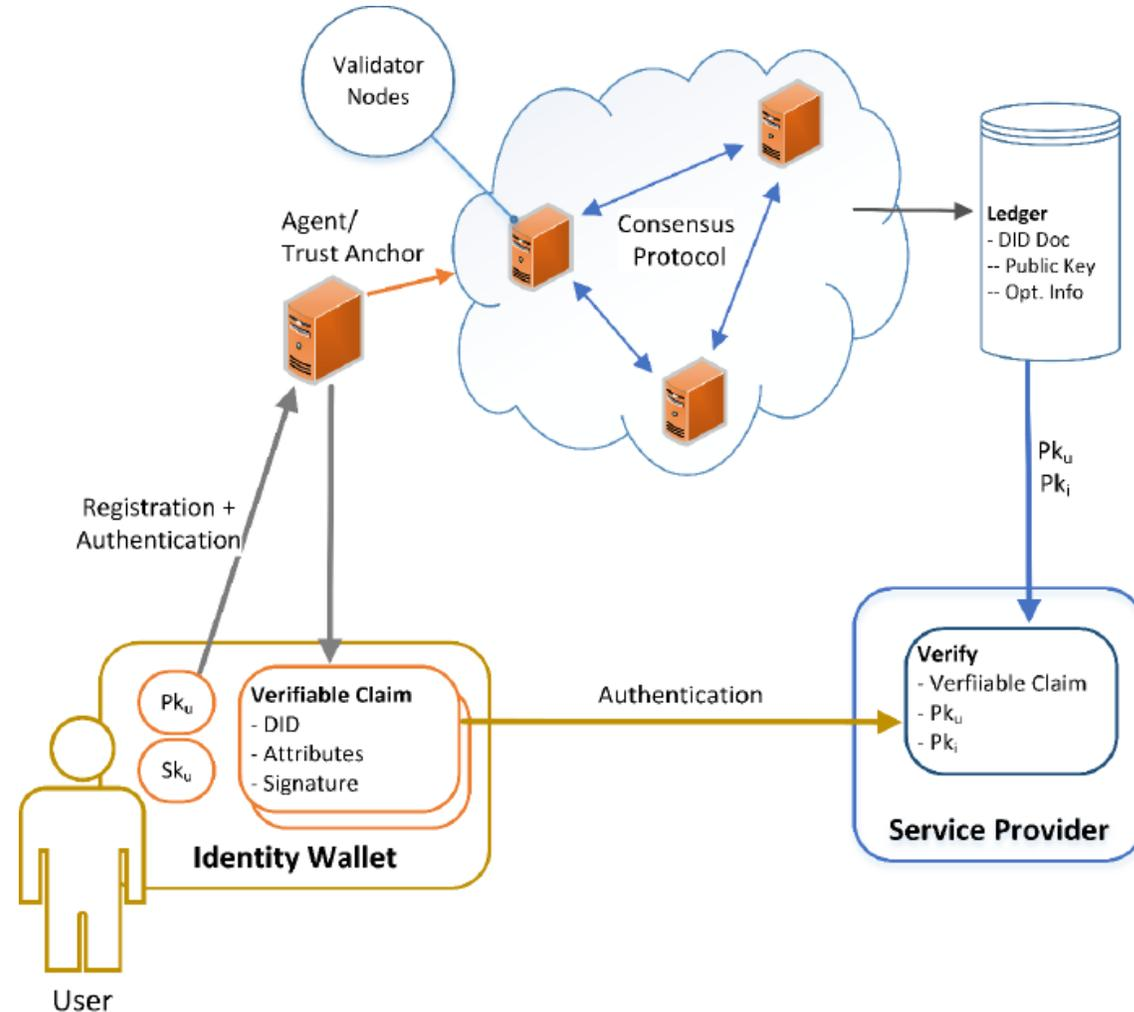 Validator
Nodes
Agent/
Trust Anchor
Consensus
Protocol
Ledger
- DID Doc
-- Public Key
-- Opt. Info
Pkᵤ
Pkᵢ
Registration +
Authentication
Pkᵤ
Skᵤ
Verifiable Claim
- DID
- Attributes
- Signature
Identity Wallet
User
Authentication
Verify
- Verfiiable Claim
- Pkᵤ
- Pkᵢ
Service Provider